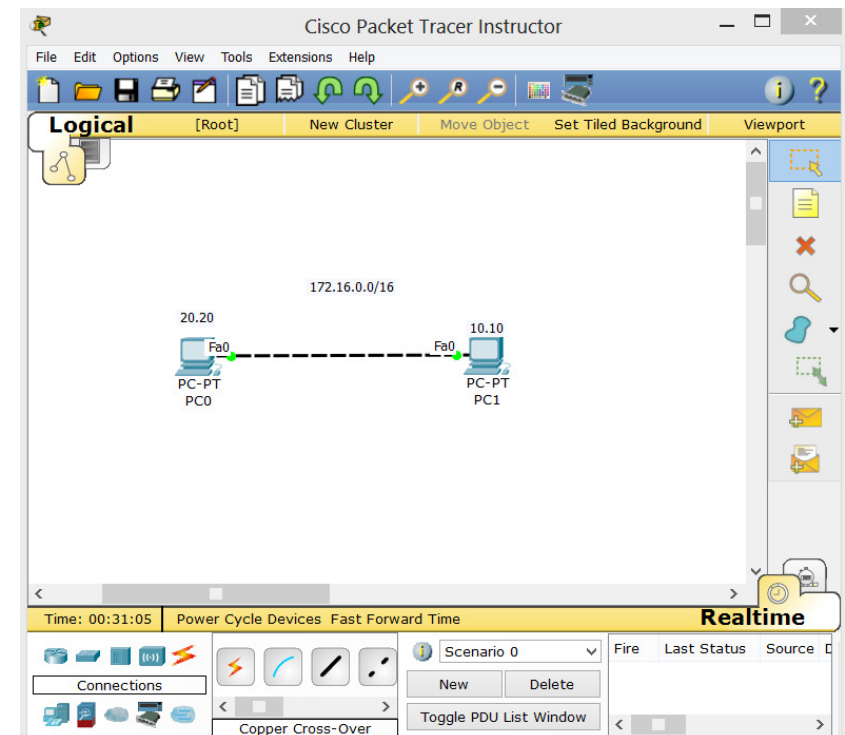 Cisco Packet Tracer Instructor
File Edit Options View Tools Extensions Help
Logical [Root] New Cluster Move Object Set Tiled Background Viewport
172.16.0.0/16
20.20
10.10
Fa0
Fa0
PC-PT
PC0
PC-PT
PC1
Time: 00:31:05 Power Cycle Devices Fast Forward Time Realtime
Scenario 0
Fire Last Status Source D
Connections
New Delete
Toggle PDU List Window
Copper Cross-Over